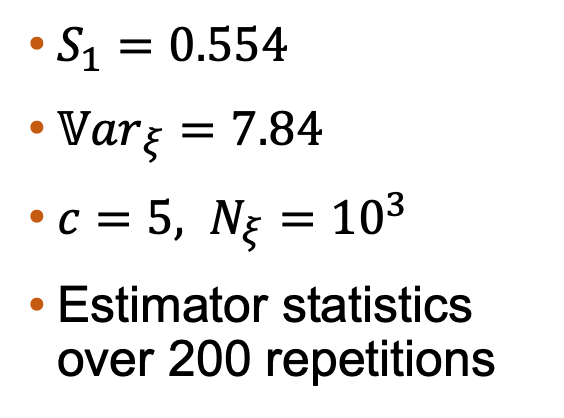 • S₁ = 0.554
• 𝕍ar_ξ = 7.84
• c = 5, N_ξ = 10³
• Estimator statistics
over 200 repetitions